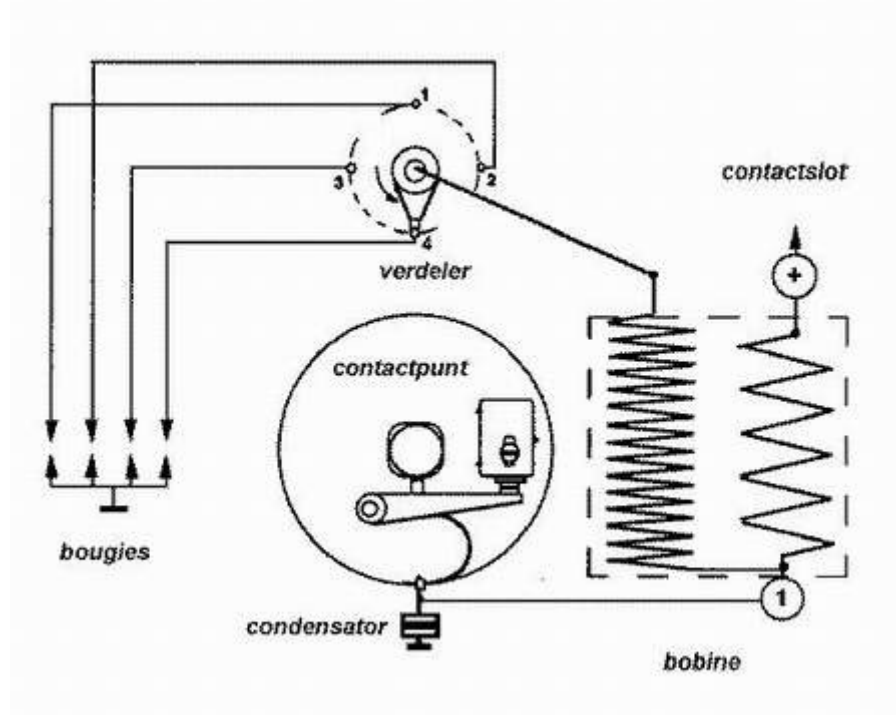 1
2
3
4
verdeler
contactslot
+
contactpunt
bougies
condensator
1
bobine